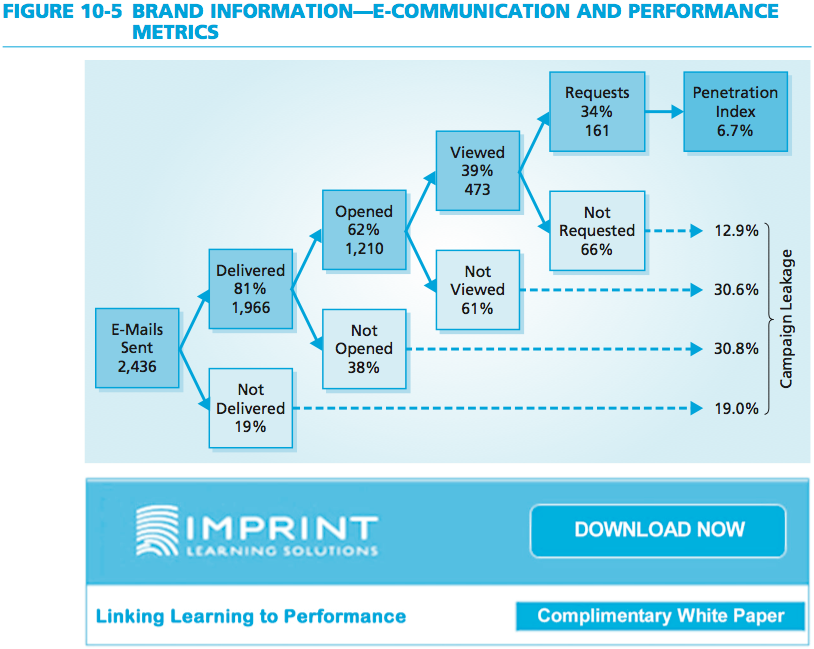 FIGURE 10-5 BRAND INFORMATION—E-COMMUNICATION AND PERFORMANCE
METRICS
Requests
34%
161
Penetration
Index
6.7%
Viewed
39%
473
Opened
62%
1,210
Not
Requested
66%
12.9%
Delivered
81%
1,966
Not
Viewed
61%
30.6%
E-Mails
Sent
2,436
Not
Opened
38%
30.8%
Not
Delivered
19%
19.0%
Campaign Leakage
IMPRINT
LEARNING SOLUTIONS
DOWNLOAD NOW
Linking Learning to Performance
Complimentary White Paper